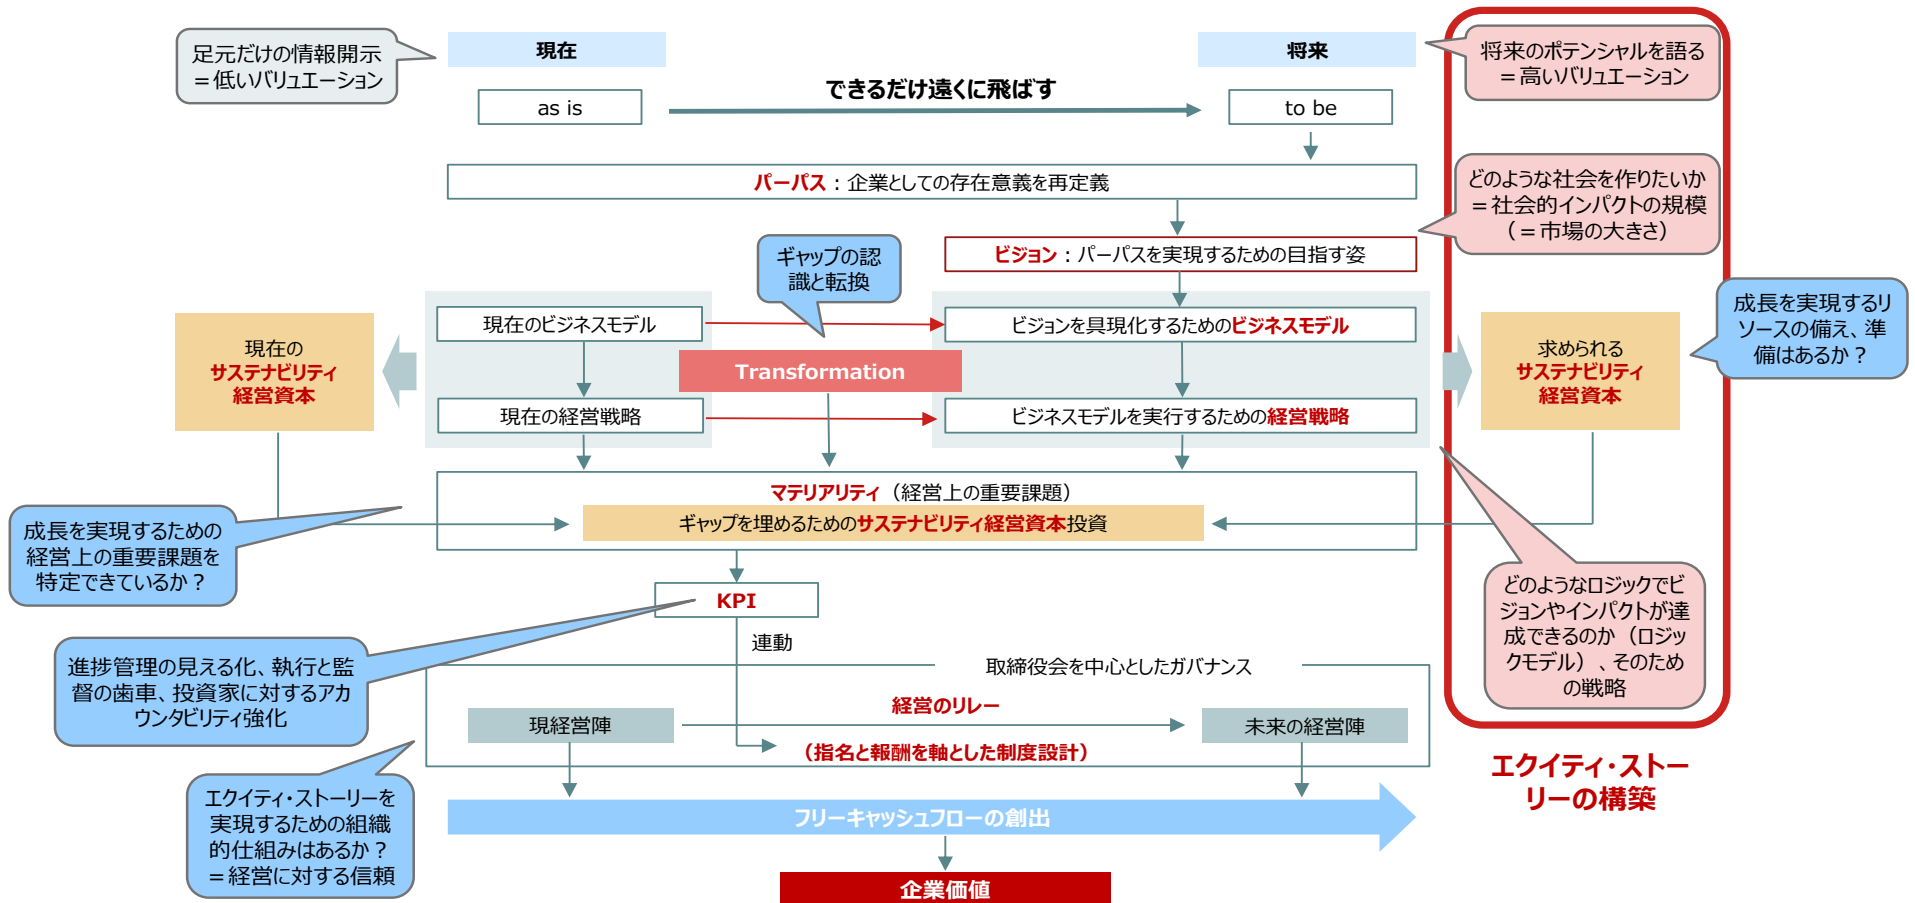 足元だけの情報開示
＝低いバリュエーション
現在
将来
将来のポテンシャルを語る
＝高いバリュエーション
できるだけ遠くに飛ばす
as is
to be
パーパス：企業としての存在意義を再定義
どのような社会を作りたいか
＝社会的インパクトの規模
（＝市場の大きさ）
ビジョン：パーパスを実現するための目指す姿
ギャップの認
識と転換
現在のビジネスモデル
ビジョンを具現化するためのビジネスモデル
成長を実現するリ
ソースの備え、準
備はあるか？
現在の
サステナビリティ
経営資本
Transformation
求められる
サステナビリティ
経営資本
現在の経営戦略
ビジネスモデルを実行するための経営戦略
マテリアリティ（経営上の重要課題）
ギャップを埋めるためのサステナビリティ経営資本投資
成長を実現するための
経営上の重要課題を
特定できているか？
KPI
どのようなロジックでビ
ジョンやインパクトが達
成できるのか（ロジッ
クモデル）、そのため
の戦略
連動
進捗管理の見える化、執行と監
督の歯車、投資家に対するアカ
ウンタビリティ強化
取締役会を中心としたガバナンス
経営のリレー
現経営陣
未来の経営陣
（指名と報酬を軸とした制度設計）
エクイティ・ストー
リーの構築
エクイティ・ストーリーを
実現するための組織
的仕組みはあるか？
＝経営に対する信頼
フリーキャッシュフローの創出
企業価値